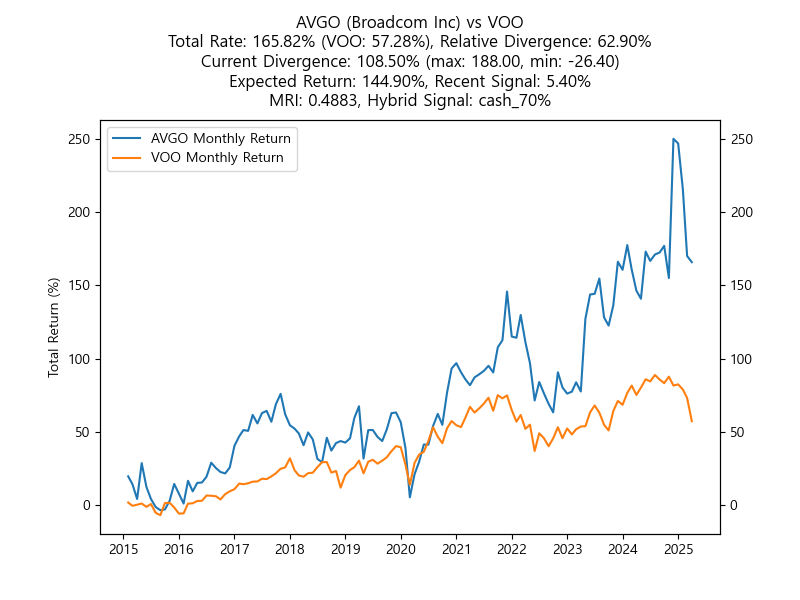 AVGO (Broadcom Inc) vs VOO
Total Rate: 165.82% (VOO: 57.28%), Relative Divergence: 62.90%
Current Divergence: 108.50% (max: 188.00, min: -26.40)
Expected Return: 144.90%, Recent Signal: 5.40%
MRI: 0.4883, Hybrid Signal: cash_70%
AVGO Monthly Return
VOO Monthly Return
Total Return (%)
250
200
150
100
50
0
250
200
150
100
50
0
2015 2016 2017 2018 2019 2020 2021 2022 2023 2024 2025